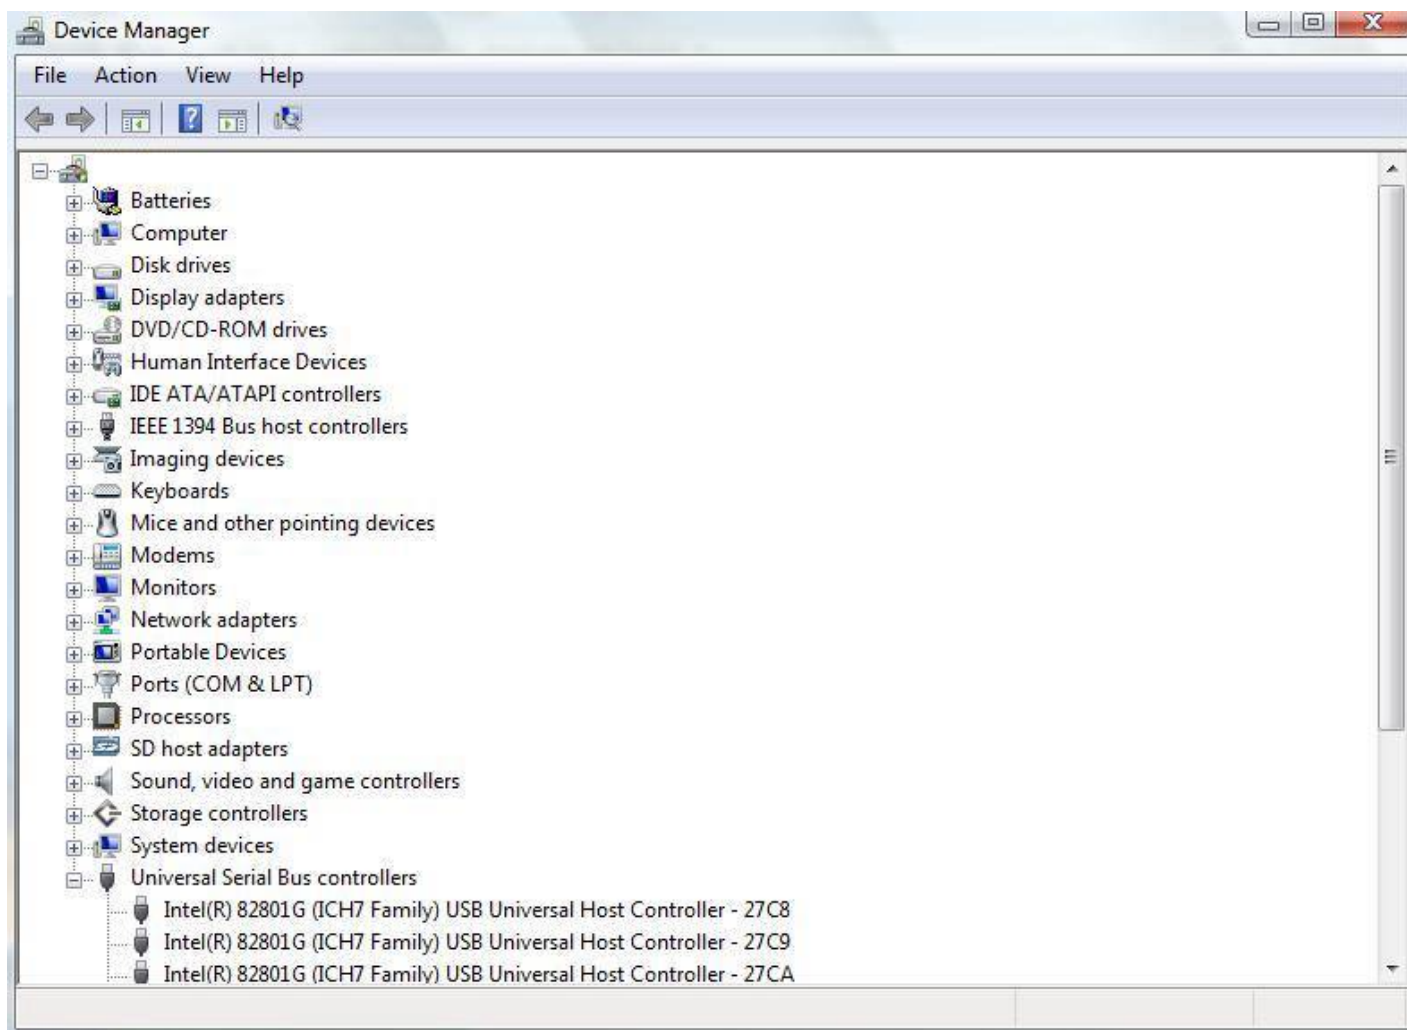 Device Manager
File Action View Help
Batteries
Computer
Disk drives
Display adapters
DVD/CD-ROM drives
Human Interface Devices
IDE ATA/ATAPI controllers
IEEE 1394 Bus host controllers
Imaging devices
Keyboards
Mice and other pointing devices
Modems
Monitors
Network adapters
Portable Devices
Ports (COM & LPT)
Processors
SD host adapters
Sound, video and game controllers
Storage controllers
System devices
Universal Serial Bus controllers
Intel(R) 82801G (ICH7 Family) USB Universal Host Controller - 27C8
Intel(R) 82801G (ICH7 Family) USB Universal Host Controller - 27C9
Intel(R) 82801G (ICH7 Family) USB Universal Host Controller - 27CA